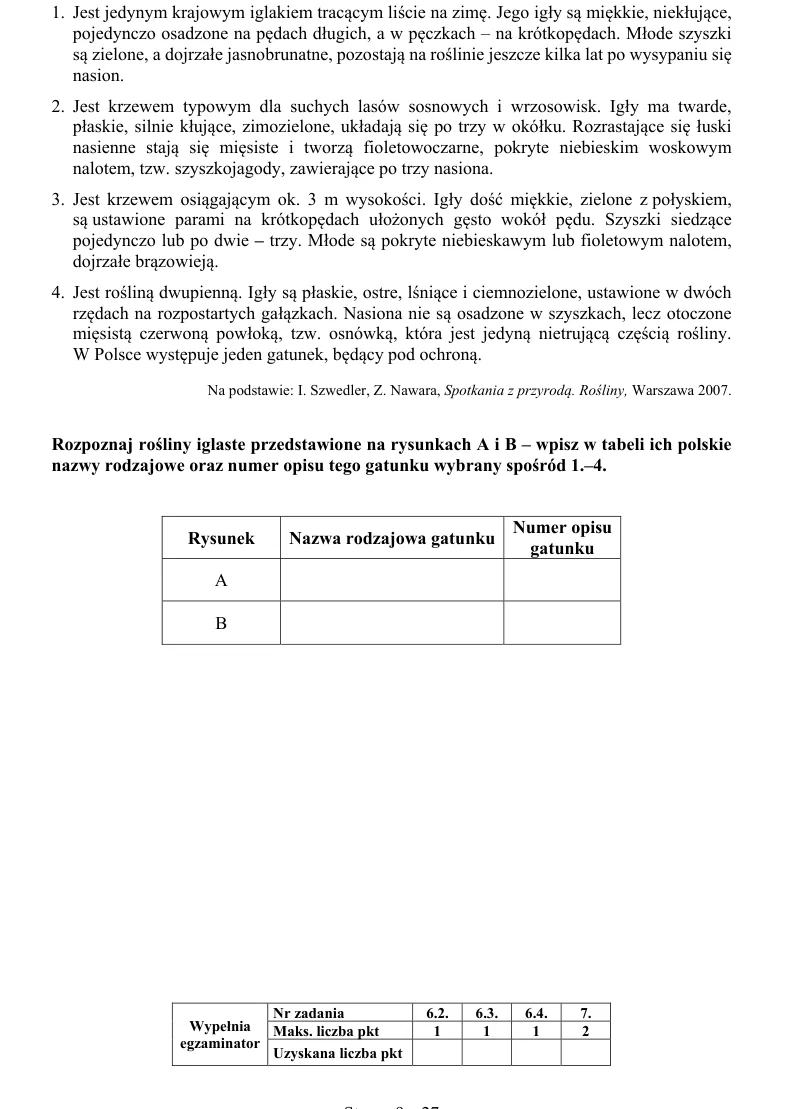 1. Jest jedynym krajowym iglakiem tracącym liście na zimę. Jego igły są miękkie, niekłujące,
pojedynczo osadzone na pędach długich, a w pęczkach – na krótkopędach. Młode szyszki
są zielone, a dojrzałe jasnobrunatne, pozostają na roślinie jeszcze kilka lat po wysypaniu się
nasion.
2. Jest krzewem typowym dla suchych lasów sosnowych i wrzosowisk. Igły ma twarde,
płaskie, silnie kłujące, zimozielone, układają się po trzy w okółku. Rozrastające się łuski
nasienne stają się mięsiste i tworzą fioletowoczarne, pokryte niebieskim woskowym
nalotem, tzw. szyszkojagody, zawierające po trzy nasiona.
3. Jest krzewem osiągającym ok. 3 m wysokości. Igły dość miękkie, zielone z połyskiem,
są ustawione parami na krótkopędach ułożonych gęsto wokół pędu. Szyszki siedzące
pojedynczo lub po dwie – trzy. Młode są pokryte niebieskawym lub fioletowym nalotem,
dojrzałe brązowieją.
4. Jest rośliną dwupienną. Igły są płaskie, ostre, lśniące i ciemnozielone, ustawione w dwóch
rzędach na rozpostartych gałązkach. Nasiona nie są osadzone w szyszkach, lecz otoczone
mięsistą czerwoną powłoką, tzw. osnówką, która jest jedyną nietrującą częścią rośliny.
W Polsce występuje jeden gatunek, będący pod ochroną.
Na podstawie: I. Szwedler, Z. Nawara, Spotkania z przyrodą. Rośliny, Warszawa 2007.
Rozpoznaj rośliny iglaste przedstawione na rysunkach A i B – wpisz w tabeli ich polskie
nazwy rodzajowe oraz numer opisu tego gatunku wybrany spośród 1.–4.
Rysunek Nazwa rodzajowa gatunku Numer opisu gatunku
A
B
Wypełnia egzaminator
Nr zadania 6.2. 6.3. 6.4. 7.
Maks. liczba pkt 1 1 1 2
Uzyskana liczba pkt